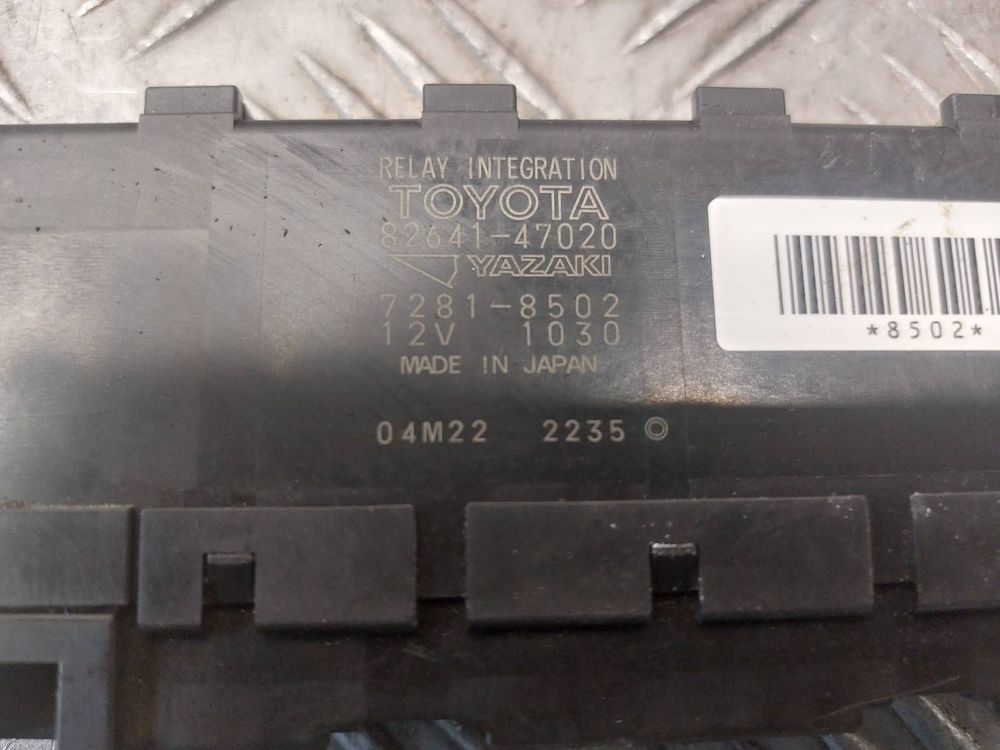 RELAY INTEGRATION
TOYOTA
82641-47020
YAZAKI
7281-8502
12V 1030
MADE IN JAPAN
04M22 2235
*8502*